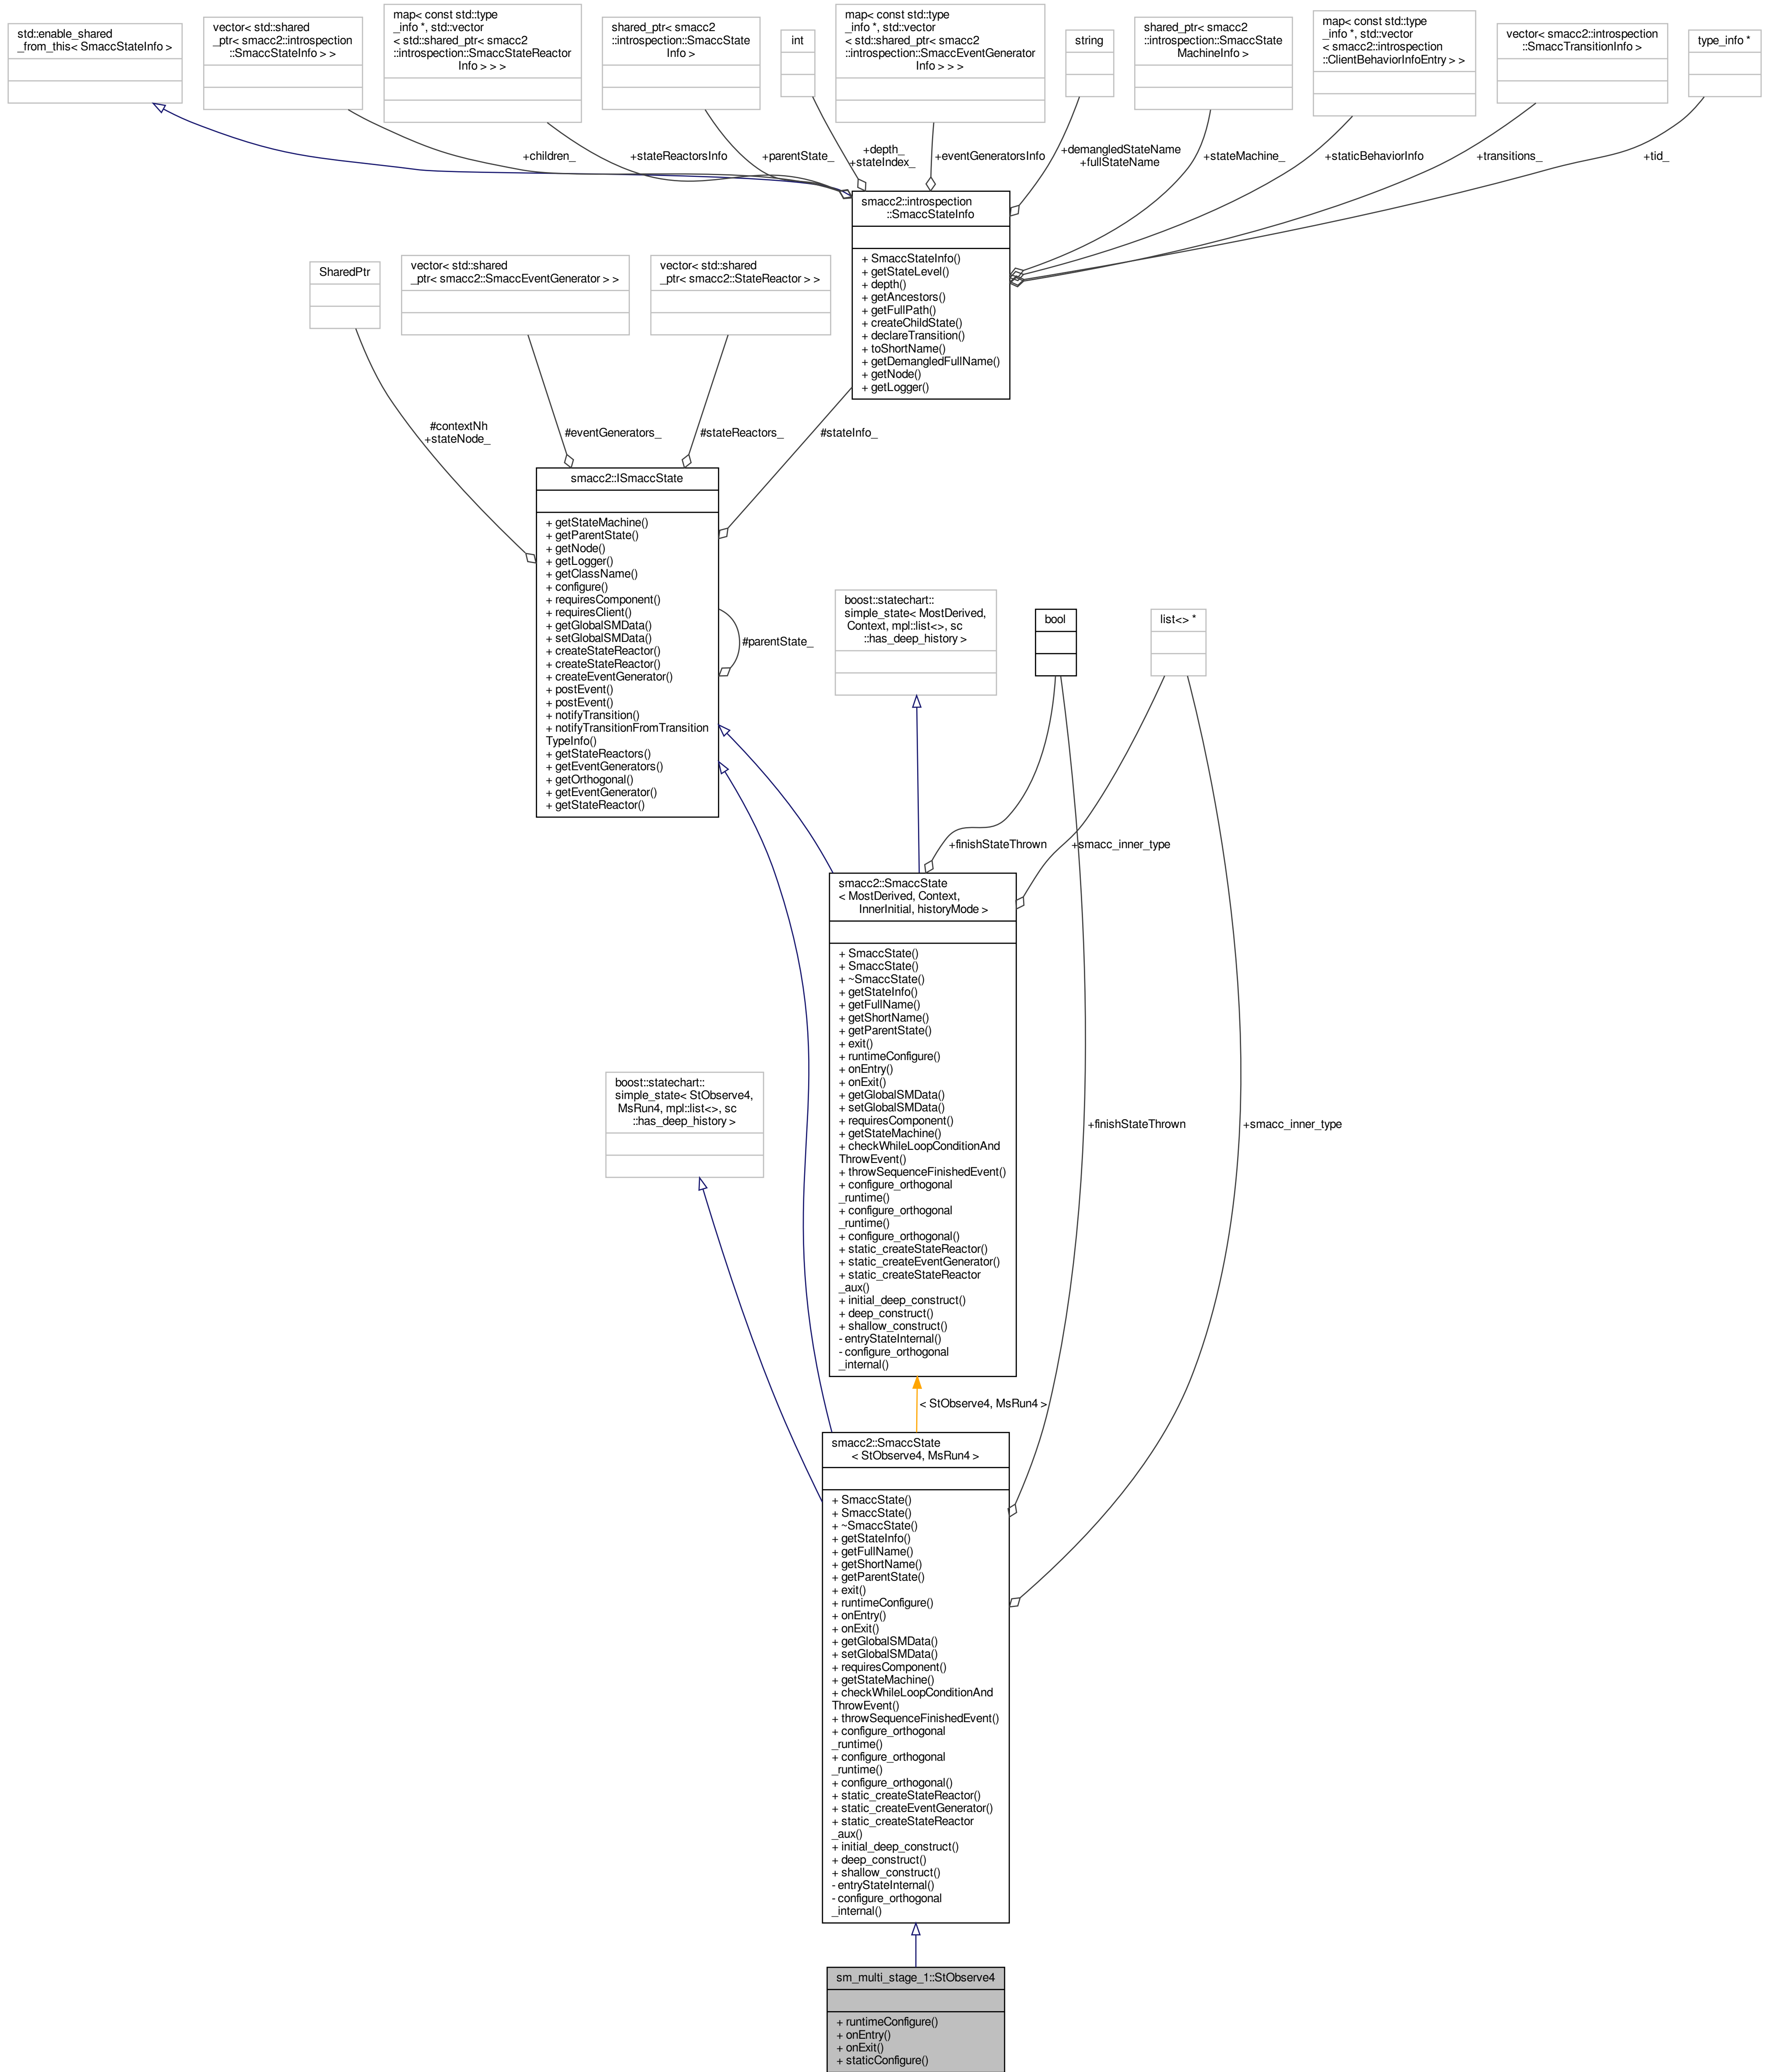 std::enable_shared
_from_this< SmaccStateInfo >
vector< std::shared
_ptr< smacc2::introspection
::SmaccStateInfo > >
map< const std::type
_info *, std::vector
< std::shared_ptr< smacc2
::introspection::SmaccStateReactor
Info > > >
shared_ptr< smacc2
::introspection::SmaccState
Info >
int
map< const std::type
_info *, std::vector
< std::shared_ptr< smacc2
::introspection::SmaccEventGenerator
Info > > >
string
shared_ptr< smacc2
::introspection::SmaccState
MachineInfo >
map< const std::type
_info *, std::vector
< smacc2::introspection
::ClientBehaviorInfoEntry > >
vector< smacc2::introspection
::SmaccTransitionInfo >
type_info *
+children_
+stateReactorsInfo
+parentState_
+depth_
+stateIndex_
+eventGeneratorsInfo
+demangledStateName
+fullStateName
+stateMachine_
+staticBehaviorInfo
+transitions_
+tid_
smacc2::introspection
::SmaccStateInfo
+ SmaccStateInfo()
+ getStateLevel()
+ depth()
+ getAncestors()
+ getFullPath()
+ createChildState()
+ declareTransition()
+ toShortName()
+ getDemangledFullName()
+ getNode()
+ getLogger()
SharedPtr
vector< std::shared
_ptr< smacc2::SmaccEventGenerator > >
vector< std::shared
_ptr< smacc2::StateReactor > >
#contextNh
+stateNode_
#eventGenerators_
#stateReactors_
#stateInfo_
smacc2::ISmaccState
+ getStateMachine()
+ getParentState()
+ getNode()
+ getLogger()
+ getClassName()
+ configure()
+ requiresComponent()
+ requiresClient()
+ getGlobalSMData()
+ setGlobalSMData()
+ createStateReactor()
+ createStateReactor()
+ createEventGenerator()
+ postEvent()
+ postEvent()
+ notifyTransition()
+ notifyTransitionFromTransition
TypeInfo()
+ getStateReactors()
+ getEventGenerators()
+ getOrthogonal()
+ getEventGenerator()
+ getStateReactor()
#parentState_
boost::statechart::
simple_state< MostDerived,
Context, mpl::list<>, sc
::has_deep_history >
bool
list<> *
+finishStateThrown
+smacc_inner_type
smacc2::SmaccState
< MostDerived, Context,
InnerInitial, historyMode >
+ SmaccState()
+ SmaccState()
+ ~SmaccState()
+ getStateInfo()
+ getFullName()
+ getShortName()
+ getParentState()
+ exit()
+ runtimeConfigure()
+ onEntry()
+ onExit()
+ getGlobalSMData()
+ setGlobalSMData()
+ requiresComponent()
+ getStateMachine()
+ checkWhileLoopConditionAnd
ThrowEvent()
+ throwSequenceFinishedEvent()
+ configure_orthogonal
_runtime()
+ configure_orthogonal
_runtime()
+ configure_orthogonal()
+ static_createStateReactor()
+ static_createEventGenerator()
+ static_createStateReactor
_aux()
+ initial_deep_construct()
+ deep_construct()
+ shallow_construct()
- entryStateInternal()
- configure_orthogonal
_internal()
boost::statechart::
simple_state< StObserve4,
MsRun4, mpl::list<>, sc
::has_deep_history >
+finishStateThrown
+smacc_inner_type
< StObserve4, MsRun4 >
smacc2::SmaccState
< StObserve4, MsRun4 >
+ SmaccState()
+ SmaccState()
+ ~SmaccState()
+ getStateInfo()
+ getFullName()
+ getShortName()
+ getParentState()
+ exit()
+ runtimeConfigure()
+ onEntry()
+ onExit()
+ getGlobalSMData()
+ setGlobalSMData()
+ requiresComponent()
+ getStateMachine()
+ checkWhileLoopConditionAnd
ThrowEvent()
+ throwSequenceFinishedEvent()
+ configure_orthogonal
_runtime()
+ configure_orthogonal
_runtime()
+ configure_orthogonal()
+ static_createStateReactor()
+ static_createEventGenerator()
+ static_createStateReactor
_aux()
+ initial_deep_construct()
+ deep_construct()
+ shallow_construct()
- entryStateInternal()
- configure_orthogonal
_internal()
sm_multi_stage_1::StObserve4
+ runtimeConfigure()
+ onEntry()
+ onExit()
+ staticConfigure()